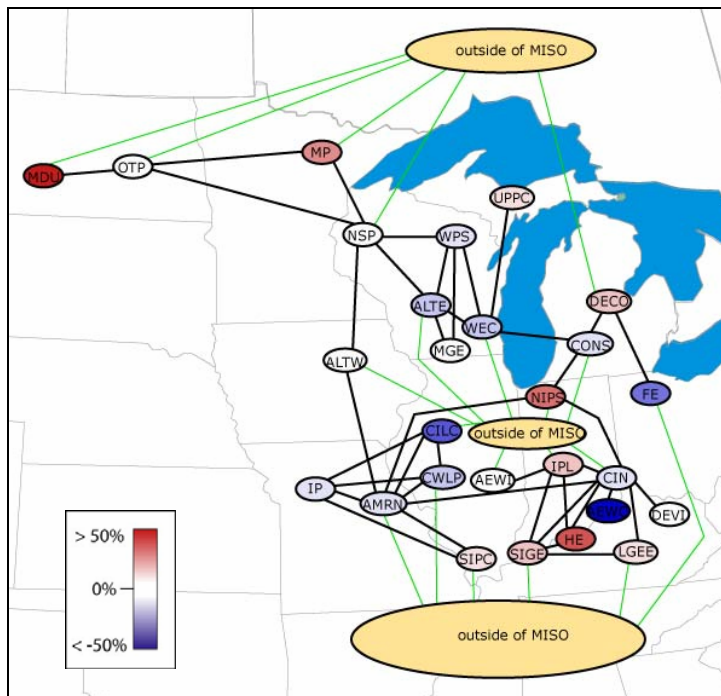 outside of MISO
MDU
OTP
MP
UPPC
NSP
WPS
ALTE
DECO
WEC
CONS
MGE
ALTW
NIPS
FE
CILC
outside of MISO
IPL
CWLP
AEWI
CIN
IP
AMRN
AEWC
DEVI
HE
SIPC
SIGE
LGEE
> 50%
0%
< -50%
outside of MISO